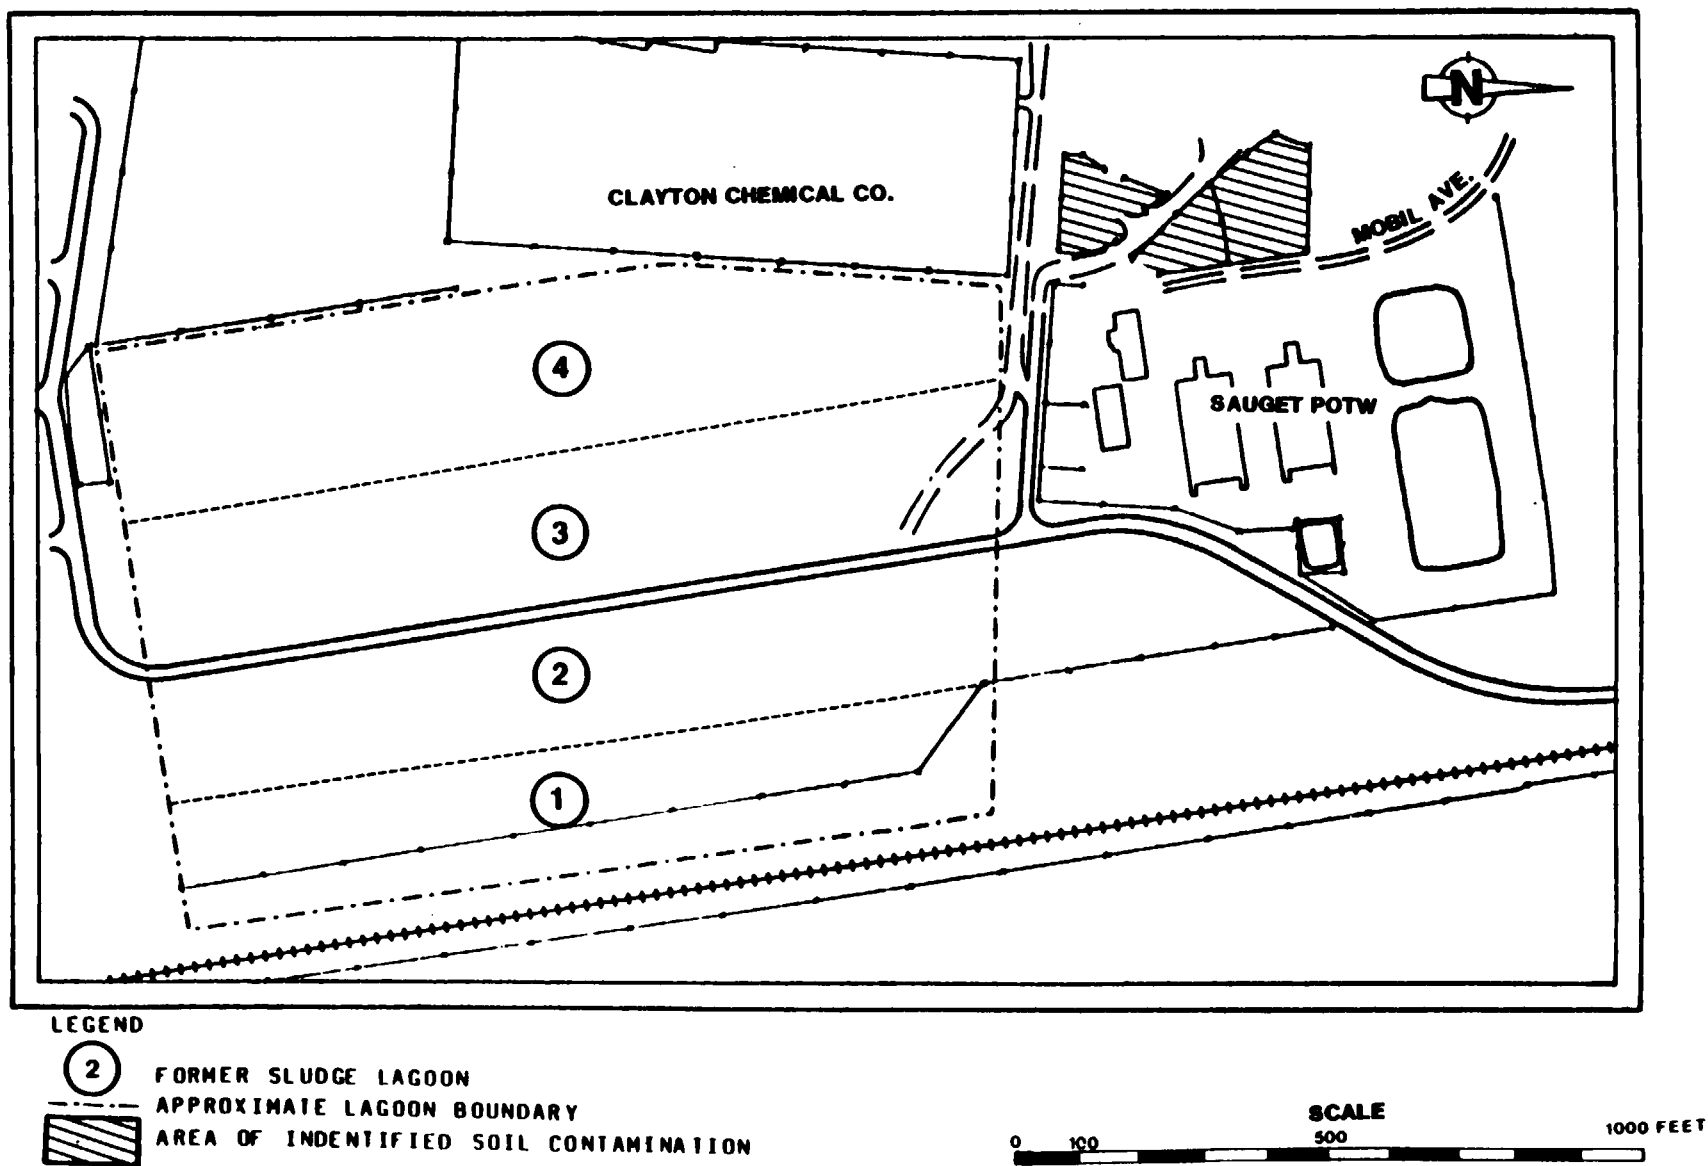 N
CLAYTON CHEMICAL CO.
MOBIL AVE.
4
SAUGET POTW
3
2
1
LEGEND
2 FORMER SLUDGE LAGOON
APPROXIMATE LAGOON BOUNDARY
AREA OF INDENTIFIED SOIL CONTAMINATION
SCALE
0 100 500 1000 FEET